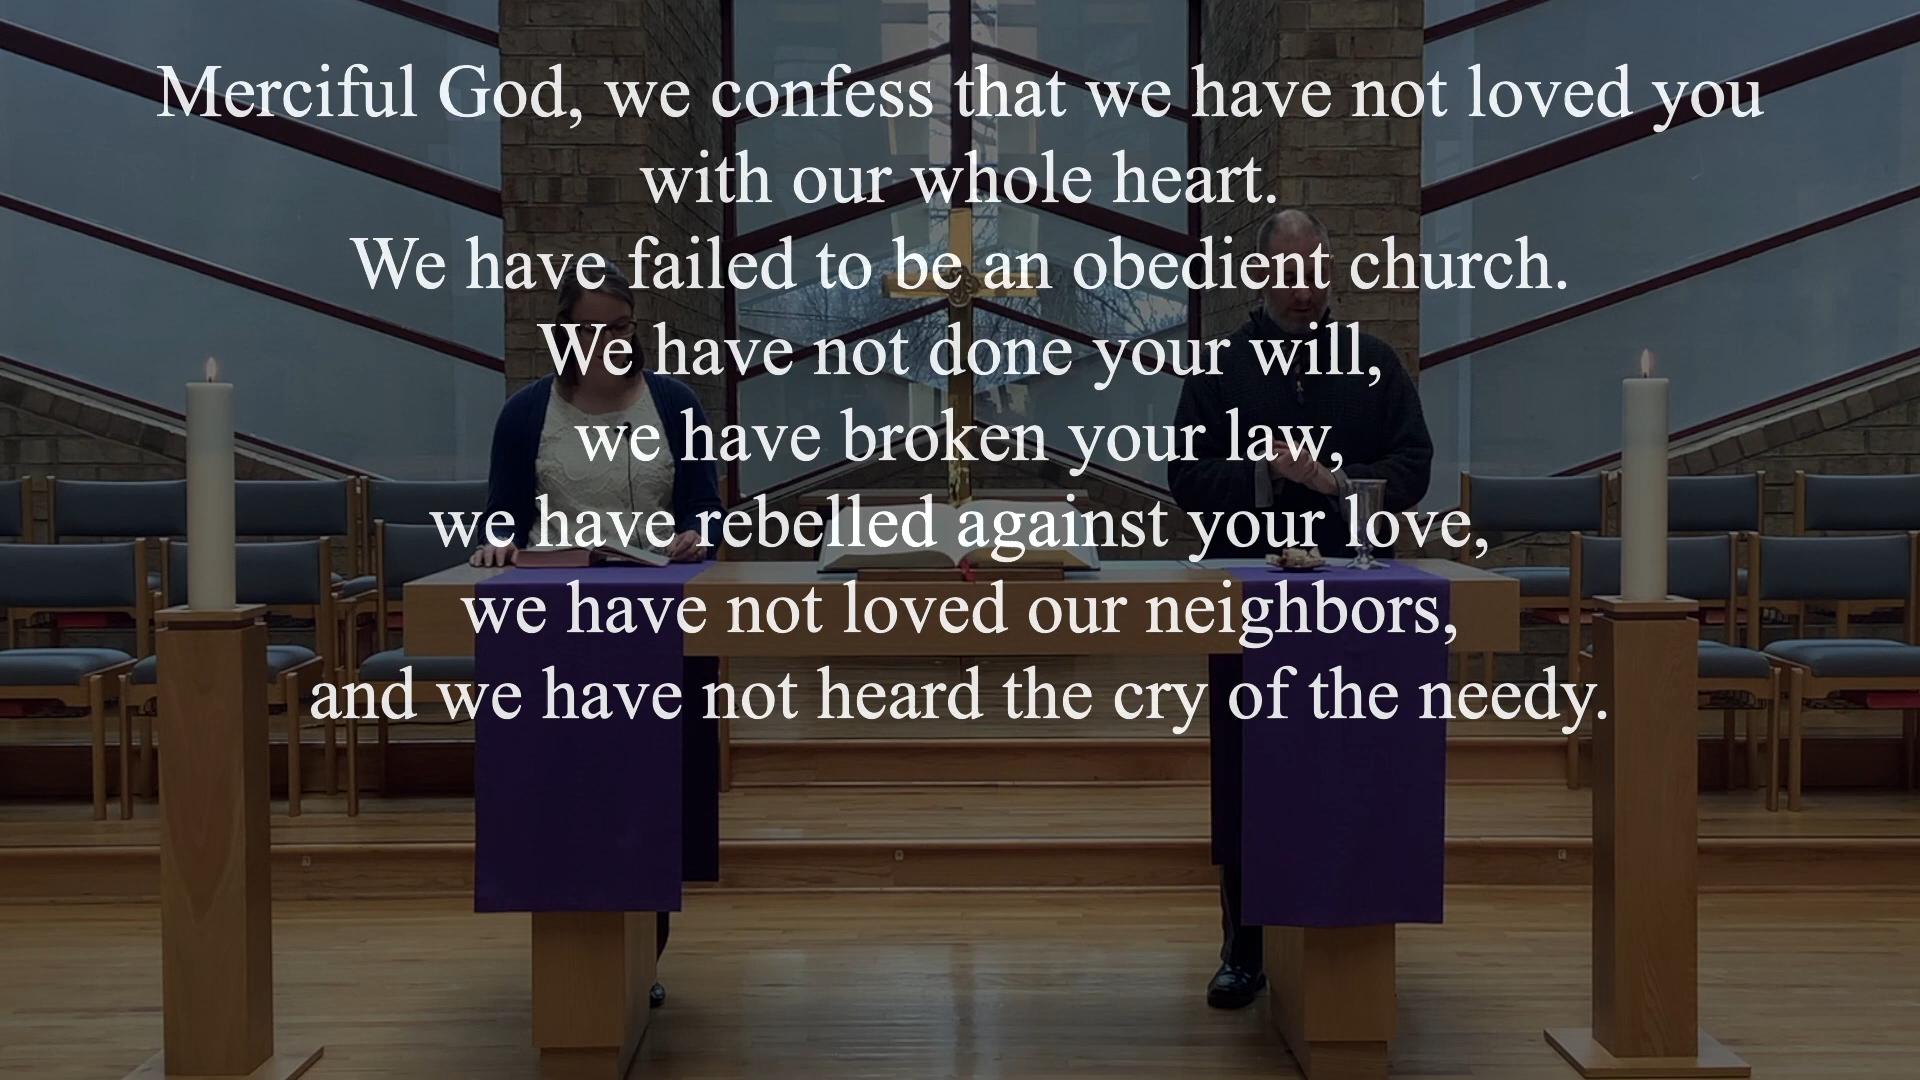 Merciful God, we confess that we have not loved you
with our whole heart.
We have failed to be an obedient church.
We have not done your will,
we have broken your law,
we have rebelled against your love,
we have not loved our neighbors,
and we have not heard the cry of the needy.